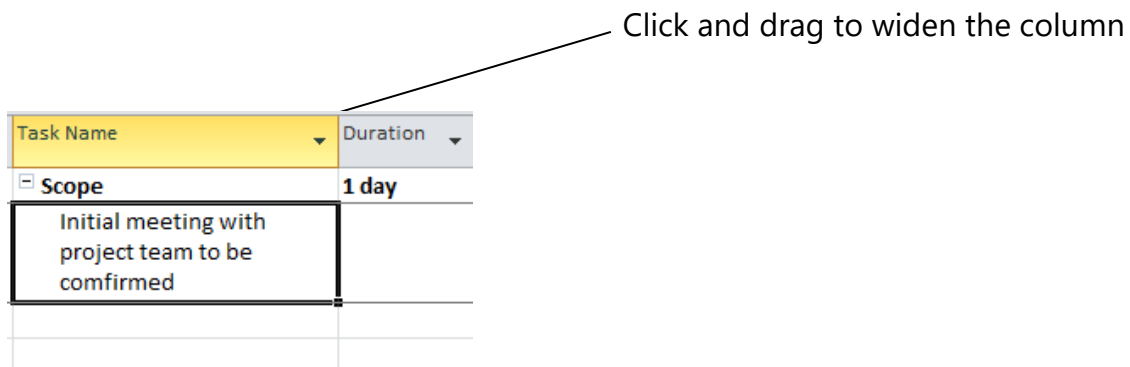 Click and drag to widen the column
Task Name Duration
Scope 1 day
Initial meeting with
project team to be
comfirmed